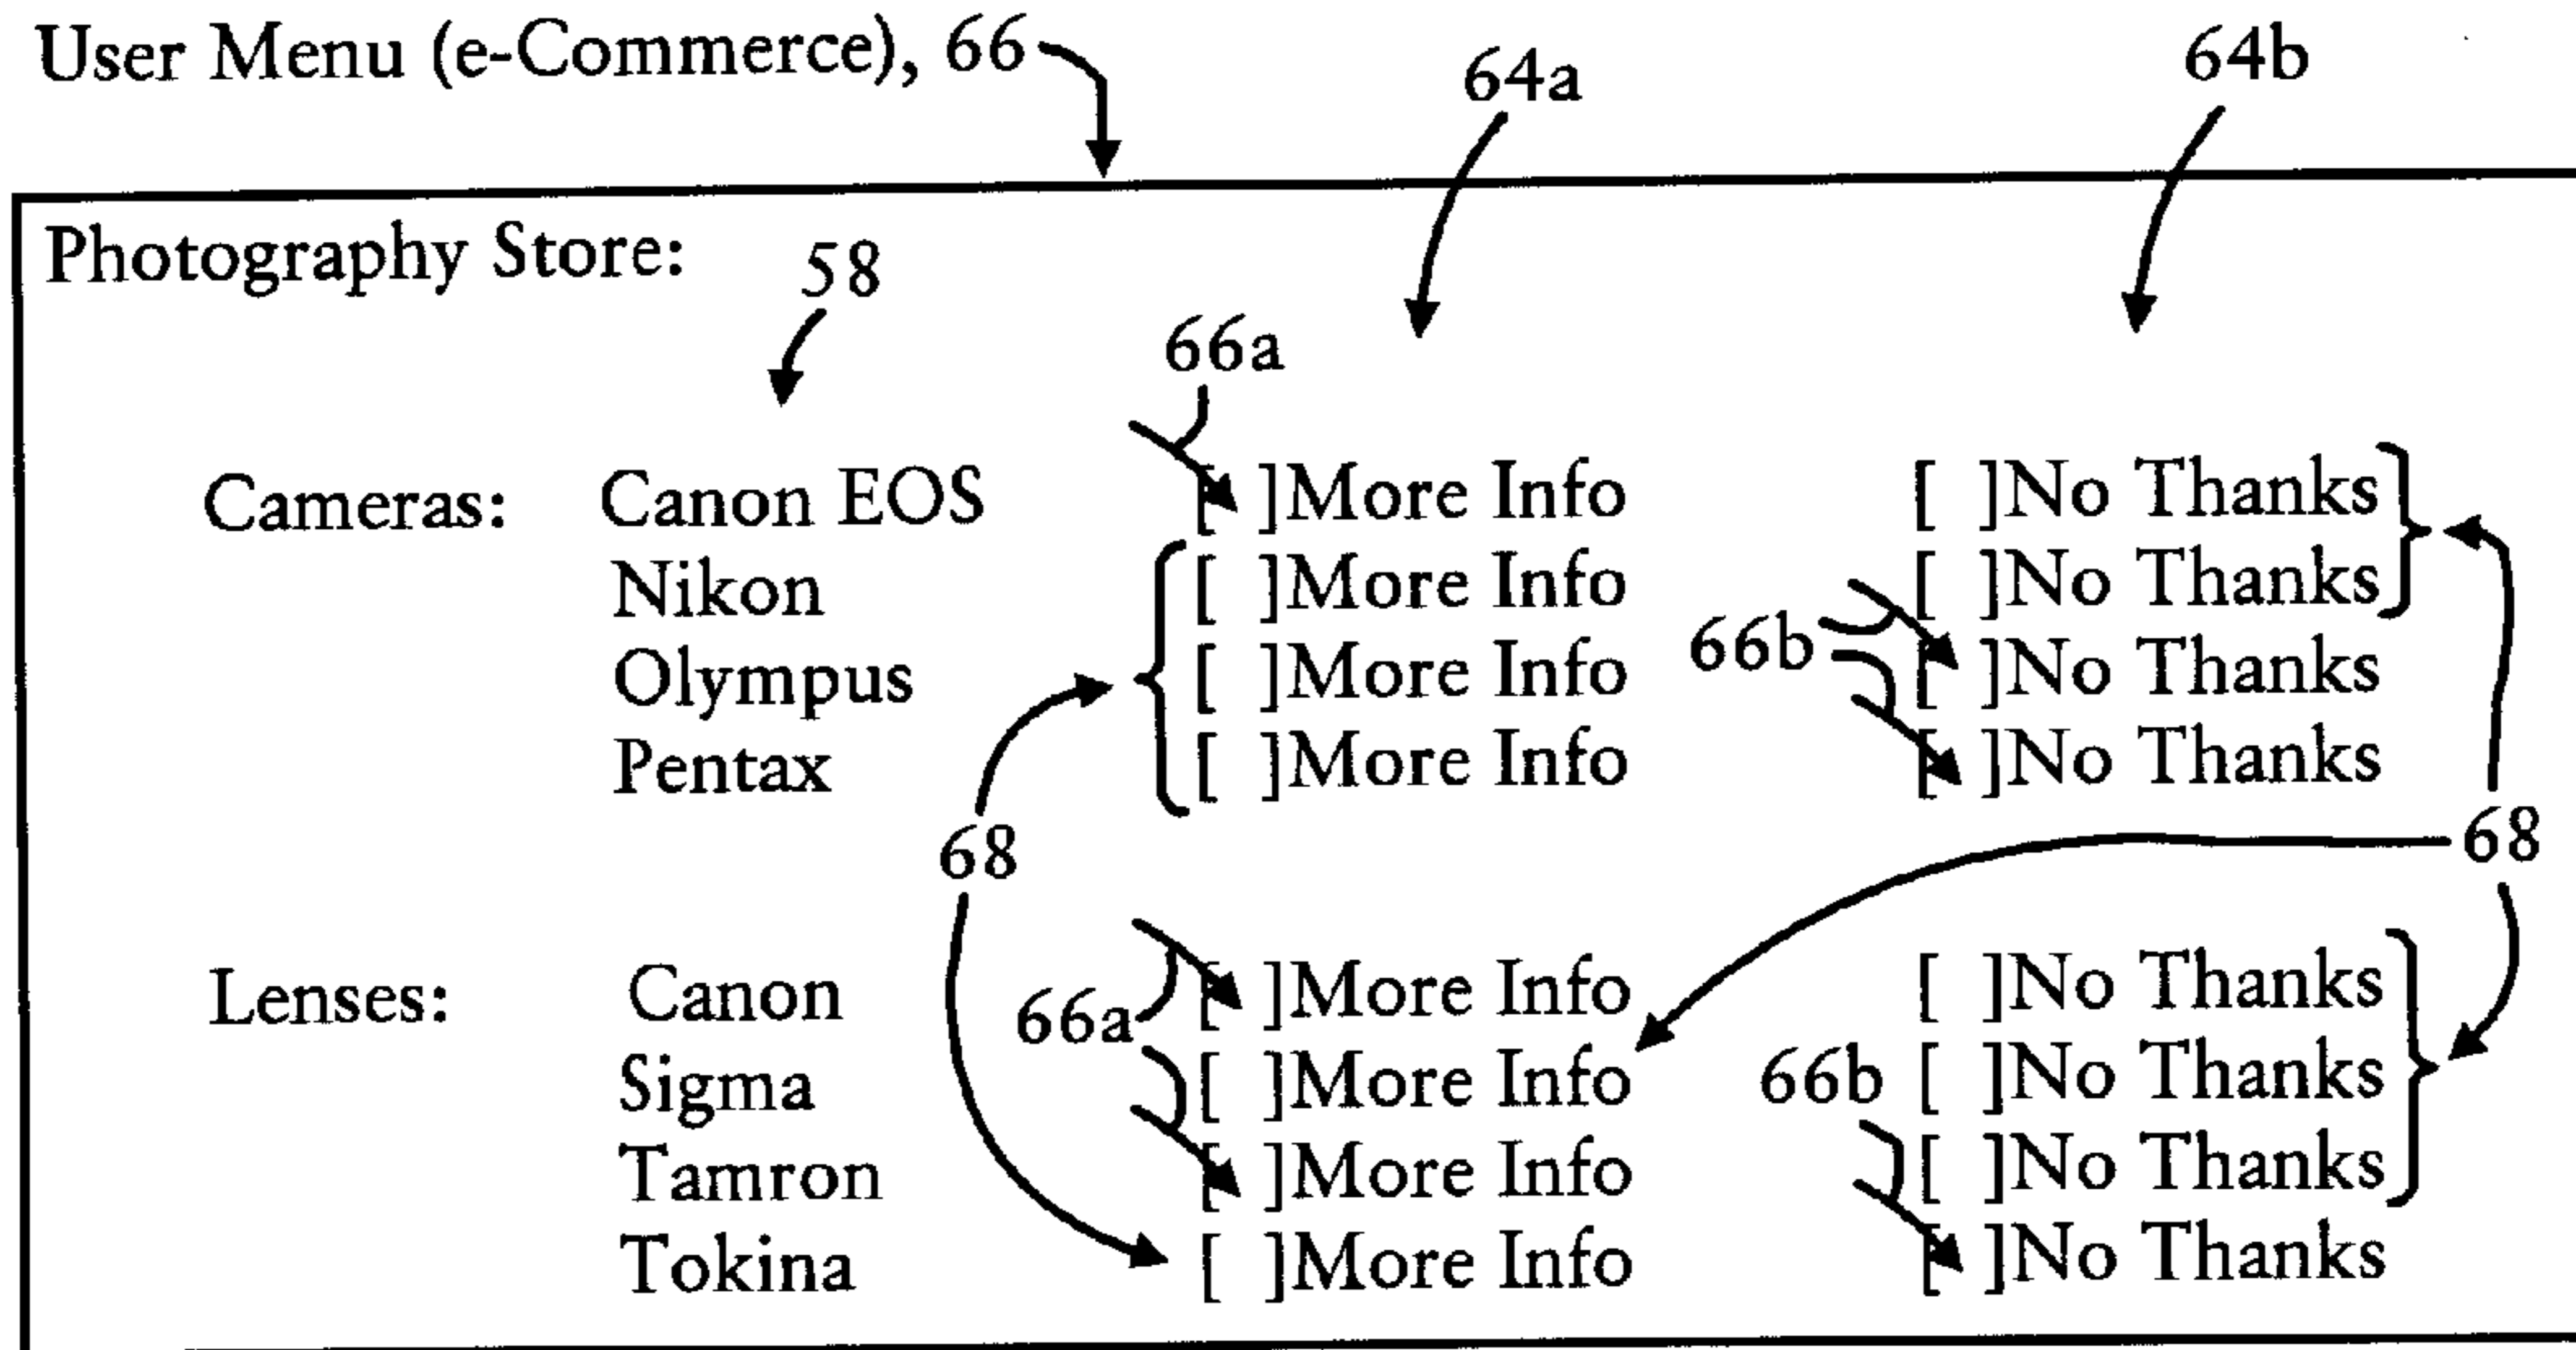 User Menu (e-Commerce), 66
64a 64b
Photography Store: 58
66a
Cameras: Canon EOS [ ]More Info [ ]No Thanks
Nikon [ ]More Info [ ]No Thanks
Olympus [ ]More Info 66b [ ]No Thanks
Pentax [ ]More Info [ ]No Thanks
68 68
Lenses: Canon 66a [ ]More Info [ ]No Thanks
Sigma [ ]More Info 66b [ ]No Thanks
Tamron [ ]More Info [ ]No Thanks
Tokina [ ]More Info [ ]No Thanks